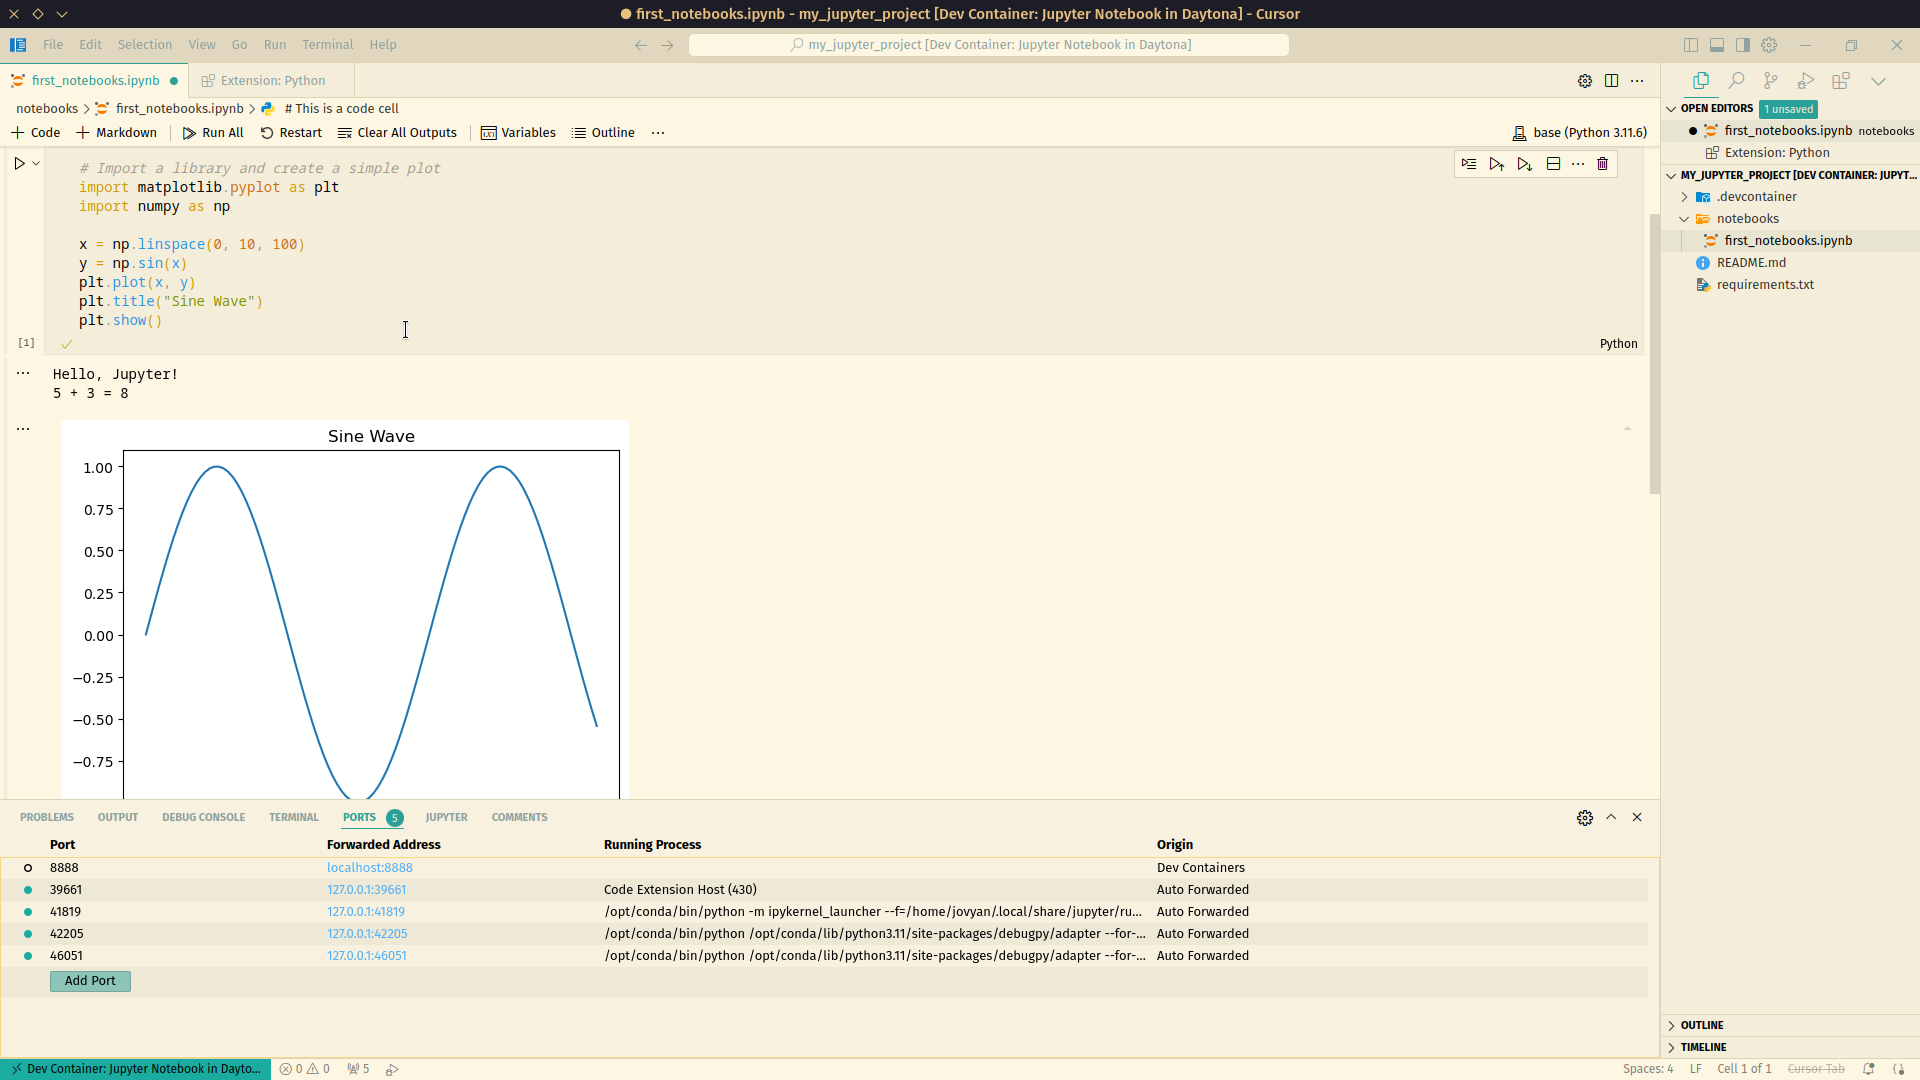 first_notebooks.ipynb - my_jupyter_project [Dev Container: Jupyter Notebook in Daytona] - Cursor
File Edit Selection View Go Run Terminal Help
my_jupyter_project [Dev Container: Jupyter Notebook in Daytona]
first_notebooks.ipynb
Extension: Python
notebooks > first_notebooks.ipynb > # This is a code cell
Code Markdown Run All Restart Clear All Outputs Variables Outline ...
base (Python 3.11.6)
# Import a library and create a simple plot
import matplotlib.pyplot as plt
import numpy as np
x = np.linspace(0, 10, 100)
y = np.sin(x)
plt.plot(x, y)
plt.title("Sine Wave")
plt.show()
[1]
Python
Hello, Jupyter!
5 + 3 = 8
Sine Wave
1.00
0.75
0.50
0.25
0.00
−0.25
−0.50
−0.75
PROBLEMS OUTPUT DEBUG CONSOLE TERMINAL PORTS 5 JUPYTER COMMENTS
Port Forwarded Address Running Process Origin
8888 localhost:8888 Dev Containers
39661 127.0.0.1:39661 Code Extension Host (430) Auto Forwarded
41819 127.0.0.1:41819 /opt/conda/bin/python -m ipykernel_launcher --f=/home/jovyan/.local/share/jupyter/ru... Auto Forwarded
42205 127.0.0.1:42205 /opt/conda/bin/python /opt/conda/lib/python3.11/site-packages/debugpy/adapter --for-... Auto Forwarded
46051 127.0.0.1:46051 /opt/conda/bin/python /opt/conda/lib/python3.11/site-packages/debugpy/adapter --for-... Auto Forwarded
Add Port
OPEN EDITORS 1 unsaved
first_notebooks.ipynb notebooks
Extension: Python
MY_JUPYTER_PROJECT [DEV CONTAINER: JUPYT...
.devcontainer
notebooks
first_notebooks.ipynb
README.md
requirements.txt
OUTLINE
TIMELINE
Dev Container: Jupyter Notebook in Dayto... 0 0 5
Spaces: 4 LF Cell 1 of 1 Cursor Tab